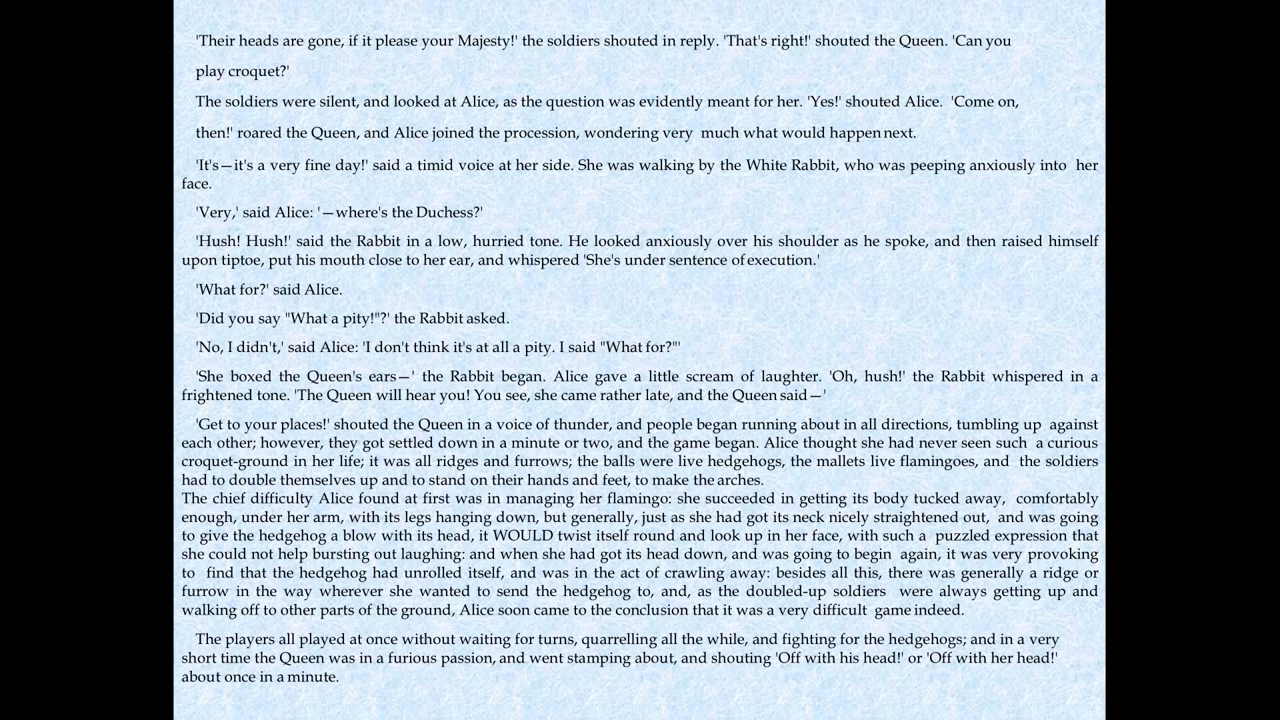 'Their heads are gone, if it please your Majesty!' the soldiers shouted in reply. 'That's right!' shouted the Queen. 'Can you
play croquet?'
The soldiers were silent, and looked at Alice, as the question was evidently meant for her. 'Yes!' shouted Alice. 'Come on,
then!' roared the Queen, and Alice joined the procession, wondering very much what would happen next.
'It's—it's a very fine day!' said a timid voice at her side. She was walking by the White Rabbit, who was peeping anxiously into her
face.
'Very,' said Alice: '—where's the Duchess?'
'Hush! Hush!' said the Rabbit in a low, hurried tone. He looked anxiously over his shoulder as he spoke, and then raised himself
upon tiptoe, put his mouth close to her ear, and whispered 'She's under sentence of execution.'
'What for?' said Alice.
'Did you say "What a pity!"?' the Rabbit asked.
'No, I didn't,' said Alice: 'I don't think it's at all a pity. I said "What for?"'
'She boxed the Queen's ears—' the Rabbit began. Alice gave a little scream of laughter. 'Oh, hush!' the Rabbit whispered in a
frightened tone. 'The Queen will hear you! You see, she came rather late, and the Queen said—'
'Get to your places!' shouted the Queen in a voice of thunder, and people began running about in all directions, tumbling up against
each other; however, they got settled down in a minute or two, and the game began. Alice thought she had never seen such a curious
croquet-ground in her life; it was all ridges and furrows; the balls were live hedgehogs, the mallets live flamingoes, and the soldiers
had to double themselves up and to stand on their hands and feet, to make the arches.
The chief difficulty Alice found at first was in managing her flamingo: she succeeded in getting its body tucked away, comfortably
enough, under her arm, with its legs hanging down, but generally, just as she had got its neck nicely straightened out, and was going
to give the hedgehog a blow with its head, it WOULD twist itself round and look up in her face, with such a puzzled expression that
she could not help bursting out laughing: and when she had got its head down, and was going to begin again, it was very provoking
to find that the hedgehog had unrolled itself, and was in the act of crawling away: besides all this, there was generally a ridge or
furrow in the way wherever she wanted to send the hedgehog to, and, as the doubled-up soldiers were always getting up and
walking off to other parts of the ground, Alice soon came to the conclusion that it was a very difficult game indeed.
The players all played at once without waiting for turns, quarrelling all the while, and fighting for the hedgehogs; and in a very
short time the Queen was in a furious passion, and went stamping about, and shouting 'Off with his head!' or 'Off with her head!'
about once in a minute.